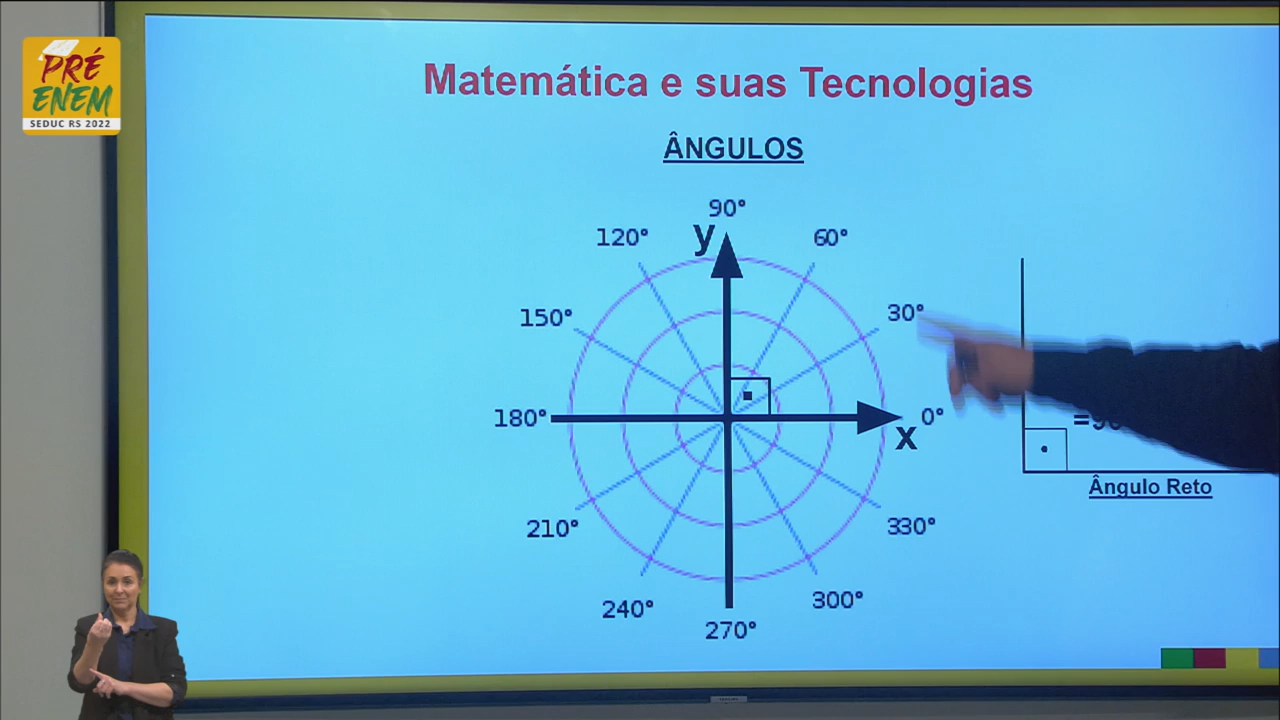 PRÉ
ENEM
SEDUC RS 2022
Matemática e suas Tecnologias
ÂNGULOS
90°
y
120°
60°
150°
30°
180°
0°
x
Ângulo Reto
210°
330°
240°
300°
270°